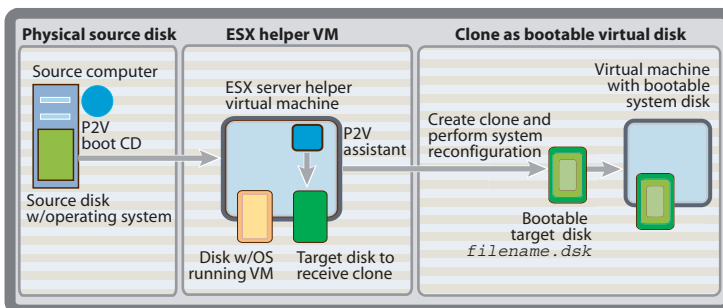 Physical source disk
Source computer
P2V
boot CD
Source disk
w/operating system
ESX helper VM
ESX server helper
virtual machine
P2V
assistant
Disk w/OS
running VM
Target disk to
receive clone
Clone as bootable virtual disk
Create clone and
perform system
reconfiguration
Bootable
target disk
filename.dsk
Virtual machine
with bootable
system disk